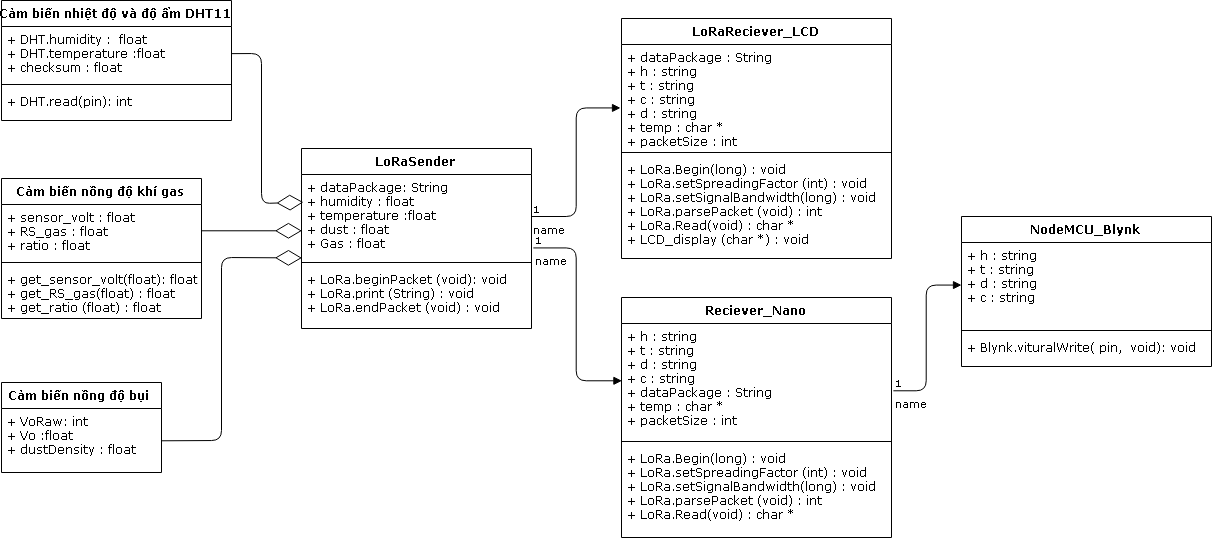 Cảm biến nhiệt độ và độ ẩm DHT11
+ DHT.humidity : float
+ DHT.temperature :float
+ checksum : float
+ DHT.read(pin): int
Cảm biến nồng độ khí gas
+ sensor_volt : float
+ RS_gas : float
+ ratio : float
+ get_sensor_volt(float): float
+ get_RS_gas(float) : float
+ get_ratio (float) : float
Cảm biến nồng độ bụi
+ VoRaw: int
+ Vo :float
+ dustDensity : float
LoRaSender
+ dataPackage: String
+ humidity : float
+ temperature :float
+ dust : float
+ Gas : float
+ LoRa.beginPacket (void): void
+ LoRa.print (String) : void
+ LoRa.endPacket (void) : void
1
name
1
name
LoRaReciever_LCD
+ dataPackage : String
+ h : string
+ t : string
+ c : string
+ d : string
+ temp : char *
+ packetSize : int
+ LoRa.Begin(long) : void
+ LoRa.setSpreadingFactor (int) : void
+ LoRa.setSignalBandwidth(long) : void
+ LoRa.parsePacket (void) : int
+ LoRa.Read(void) : char *
+ LCD_display (char *) : void
Reciever_Nano
+ h : string
+ t : string
+ d : string
+ c : string
+ dataPackage : String
+ temp : char *
+ packetSize : int
+ LoRa.Begin(long) : void
+ LoRa.setSpreadingFactor (int) : void
+ LoRa.setSignalBandwidth(long) : void
+ LoRa.parsePacket (void) : int
+ LoRa.Read(void) : char *
1
name
NodeMCU_Blynk
+ h : string
+ t : string
+ d : string
+ c : string
+ Blynk.vituralWrite( pin, void): void